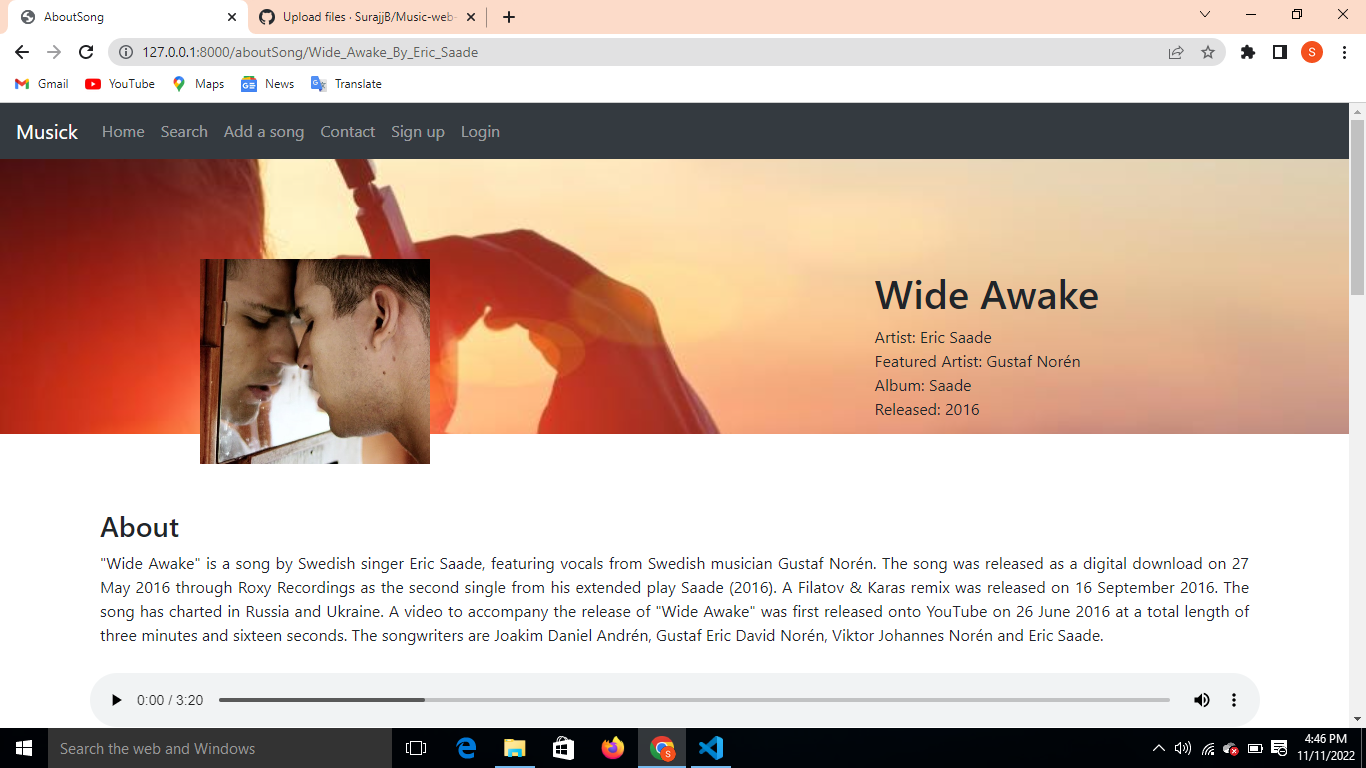 AboutSong
Upload files · SurajjB/Music-web-
127.0.0.1:8000/aboutSong/Wide_Awake_By_Eric_Saade
S
Gmail YouTube Maps News Translate
Musick Home Search Add a song Contact Sign up Login
Wide Awake
Artist: Eric Saade
Featured Artist: Gustaf Norén
Album: Saade
Released: 2016
About
"Wide Awake" is a song by Swedish singer Eric Saade, featuring vocals from Swedish musician Gustaf Norén. The song was released as a digital download on 27
May 2016 through Roxy Recordings as the second single from his extended play Saade (2016). A Filatov & Karas remix was released on 16 September 2016. The
song has charted in Russia and Ukraine. A video to accompany the release of "Wide Awake" was first released onto YouTube on 26 June 2016 at a total length of
three minutes and sixteen seconds. The songwriters are Joakim Daniel Andrén, Gustaf Eric David Norén, Viktor Johannes Norén and Eric Saade.
0:00 / 3:20
Search the web and Windows
S
4:46 PM
11/11/2022